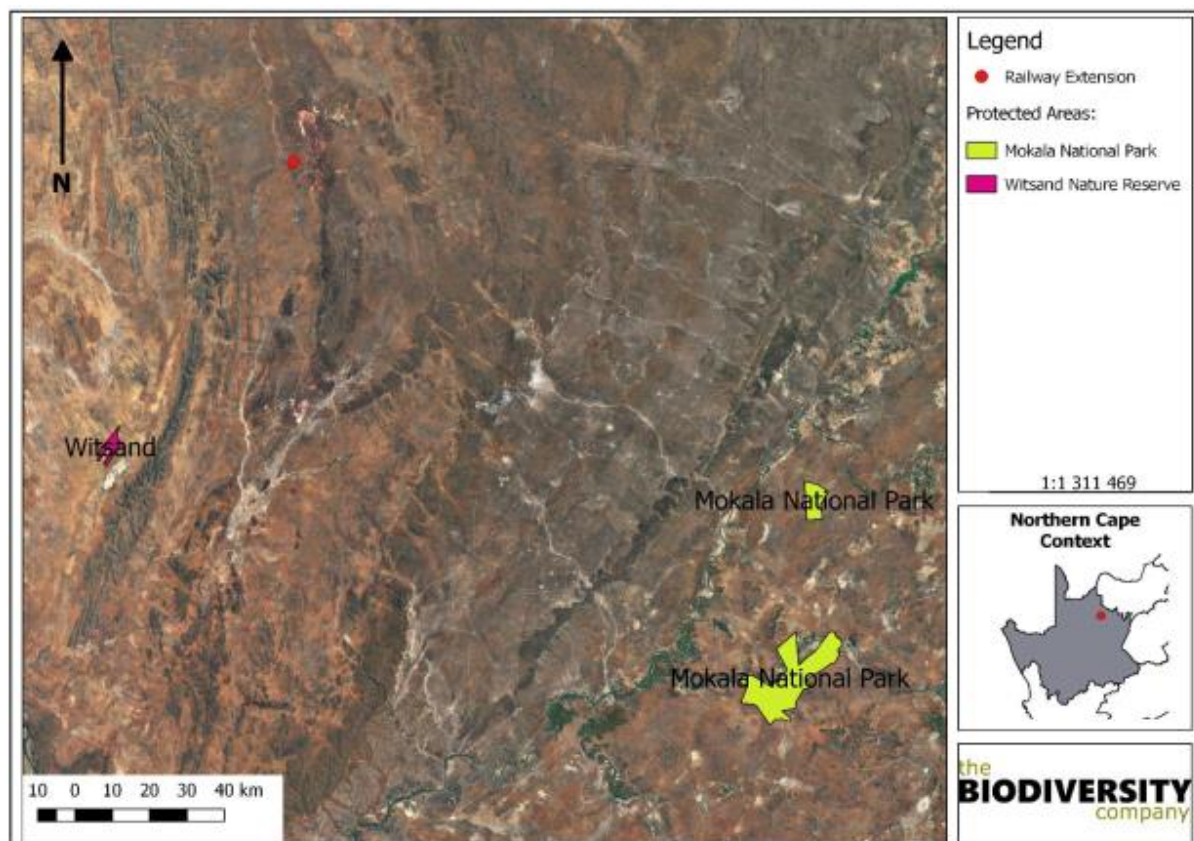 N
Witsand
Mokala National Park
Mokala National Park
10 0 10 20 30 40 km
Legend
Railway Extension
Protected Areas:
Mokala National Park
Witsand Nature Reserve
1:1 311 469
Northern Cape
Context
the
BIODIVERSITY
company